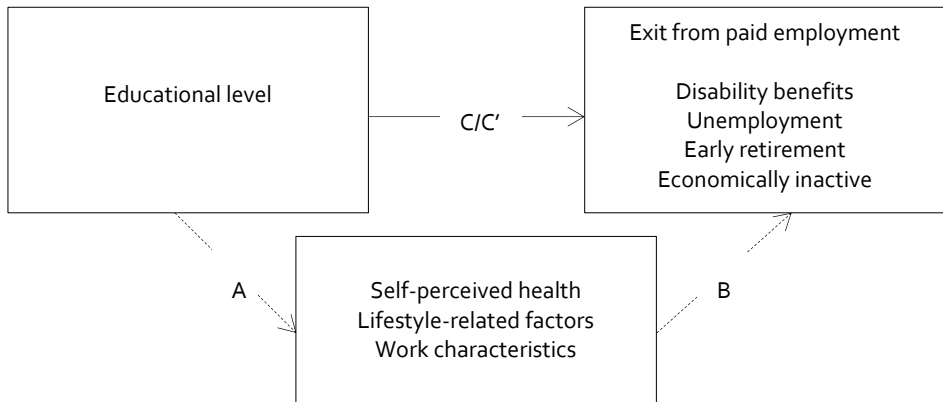 Educational level
C/C'
Exit from paid employment
Disability benefits
Unemployment
Early retirement
Economically inactive
A
Self-perceived health
Lifestyle-related factors
Work characteristics
B